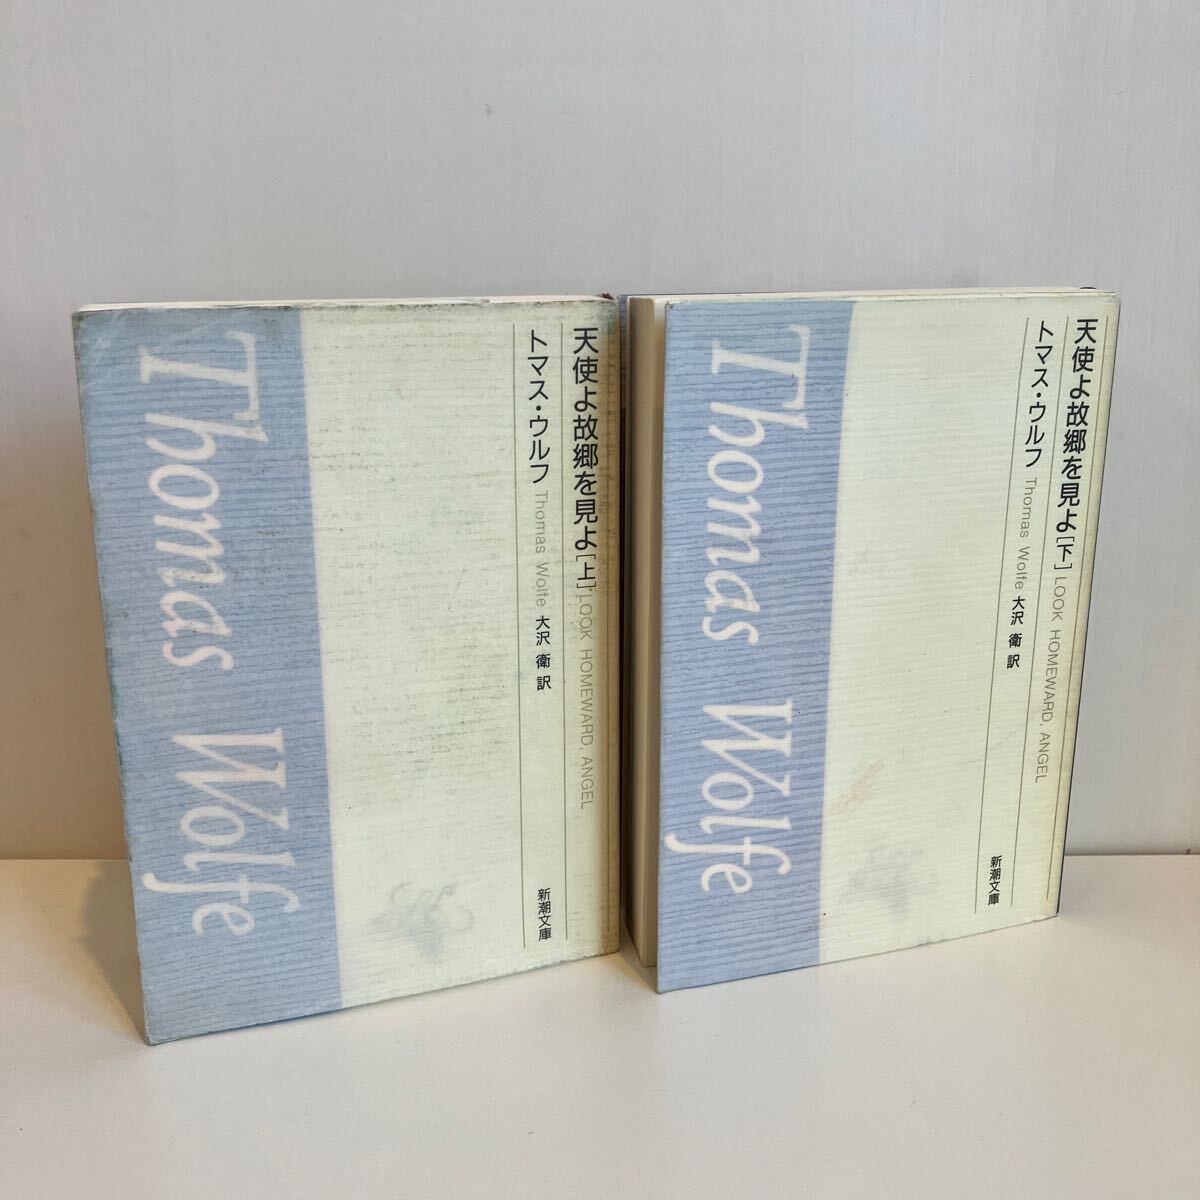 天使よ故郷を見よ[上] LOOK HOMEWARD, ANGEL
トマス・ウルフ Thomas Wolfe 大沢 衛 訳
新潮文庫
Thomas Wolfe
天使よ故郷を見よ[下] LOOK HOMEWARD, ANGEL
トマス・ウルフ Thomas Wolfe 大沢 衛 訳
新潮文庫
Thomas Wolfe